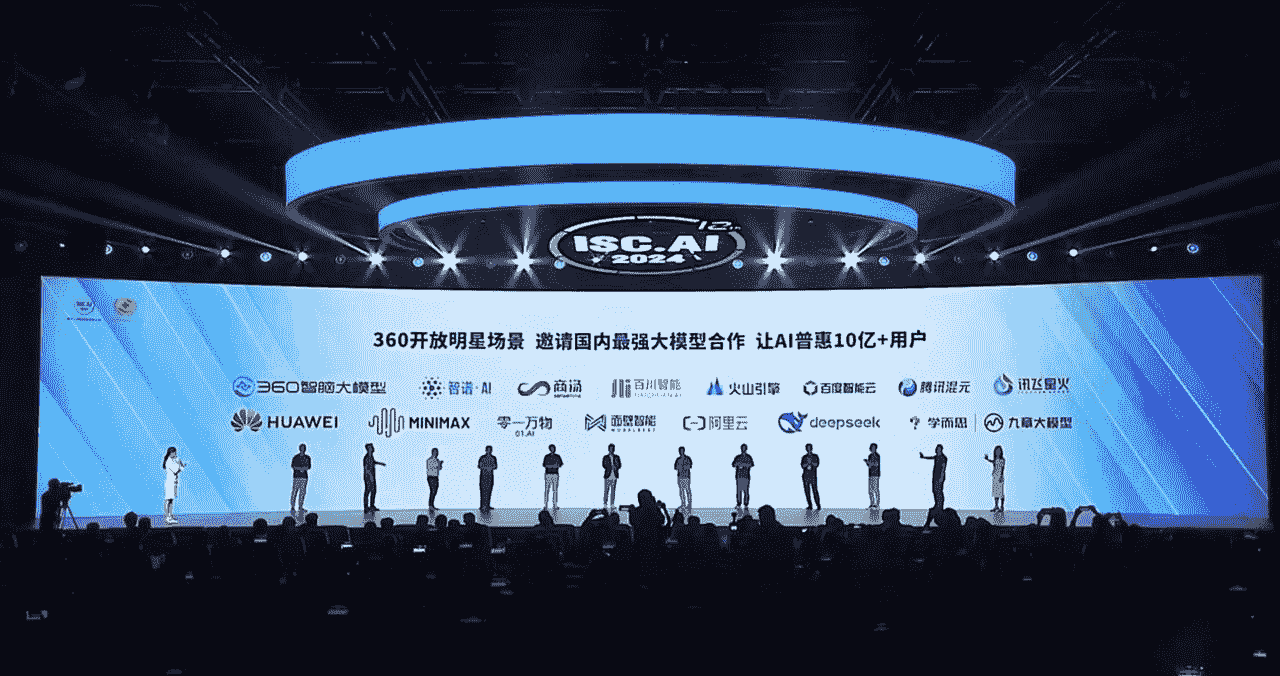 ISC.AI
2024
360开放明星场景 邀请国内最强大模型合作 让AI普惠10亿+用户
360智脑大模型 智谱·AI 商汤 百川智能 火山引擎 百度智能云 腾讯混元 讯飞星火
HUAWEI MINIMAX 零一万物 01.AI 面壁智能 MODELBEST 阿里云 deepseek 学而思 九章大模型